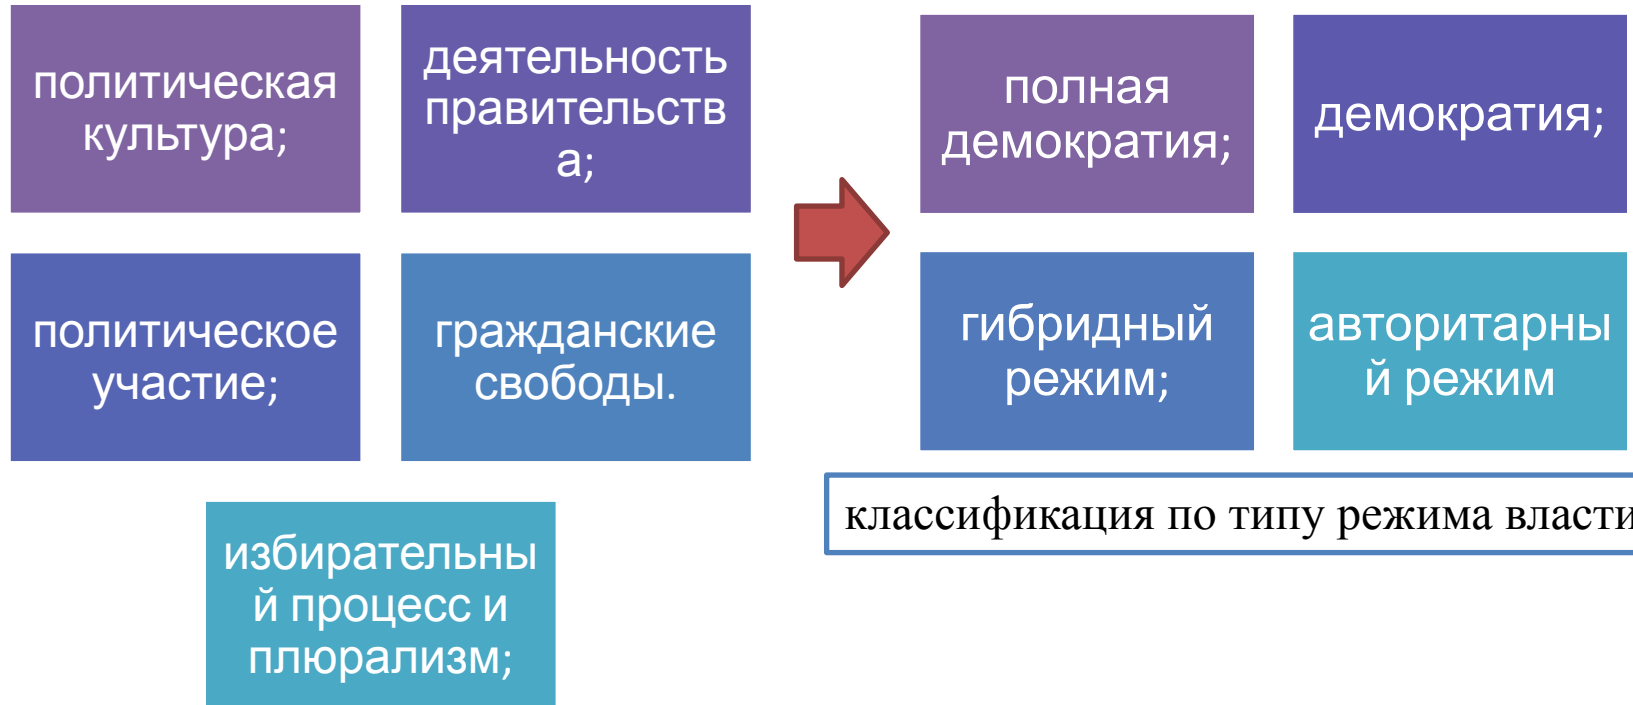 политическая
культура;
деятельность
правительств
а;
политическое
участие;
гражданские
свободы.
избирательны
й процесс и
плюрализм;
полная
демократия;
демократия;
гибридный
режим;
авторитарны
й режим
классификация по типу режима власти